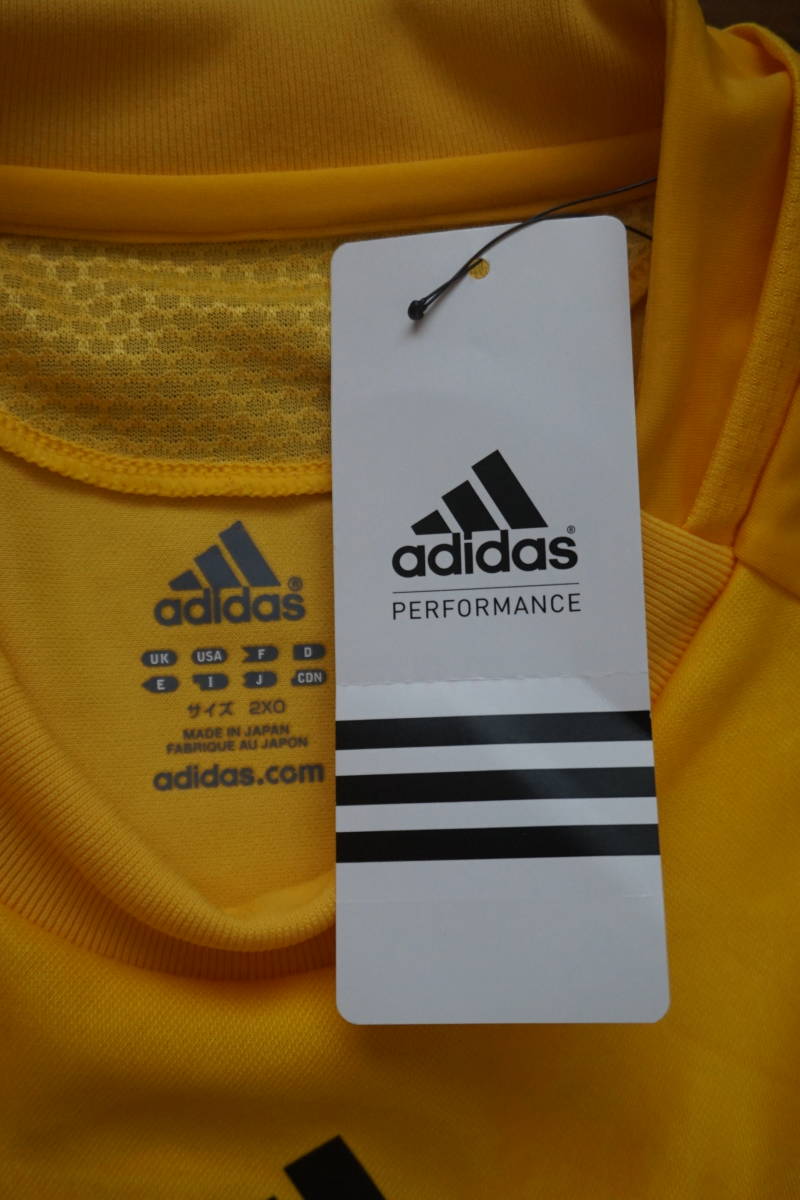 adidas®
PERFORMANCE
adidas®
UK USA F D
E I J CDN
サイズ 2XO
MADE IN JAPAN
FABRIQUE AU JAPON
adidas.com